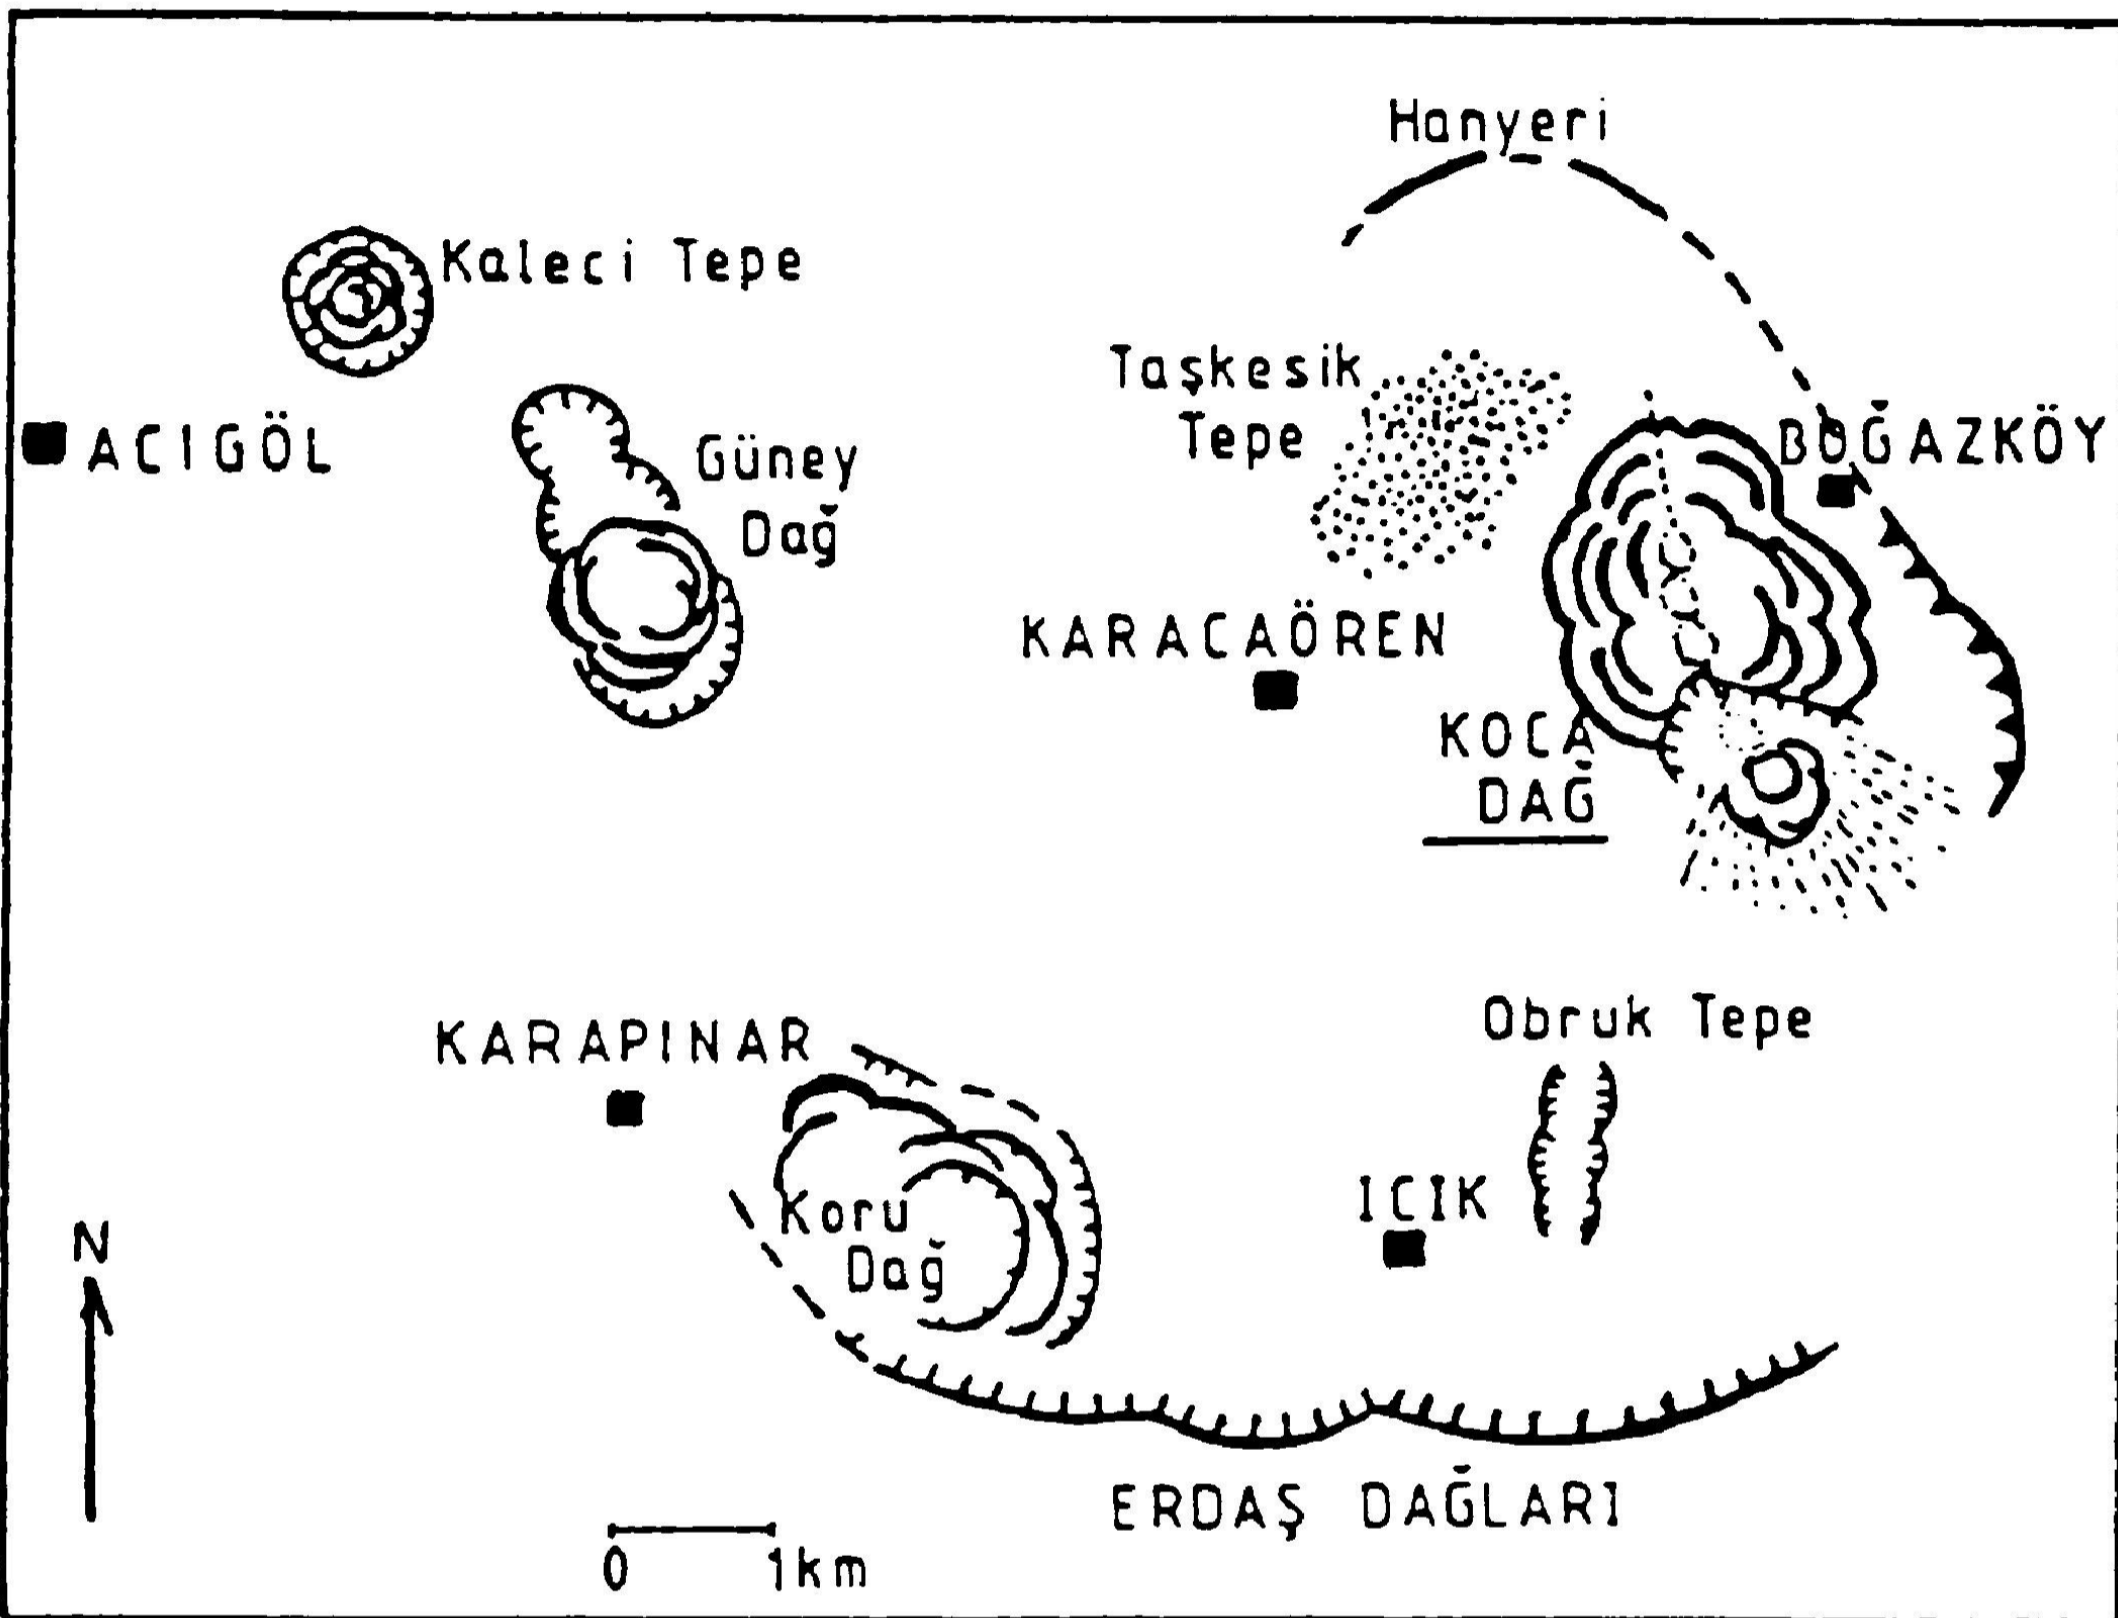 Hanyeri
Kaleci Tepe
Taşkesik
Tepe
ACIGÖL
Güney
Dağ
BOĞAZKÖY
KARACAÖREN
KOCA
DAĞ
Obruk Tepe
KARAPINAR
ICIK
Koru
Dağ
N
ERDAŞ DAĞLARI
0 1km